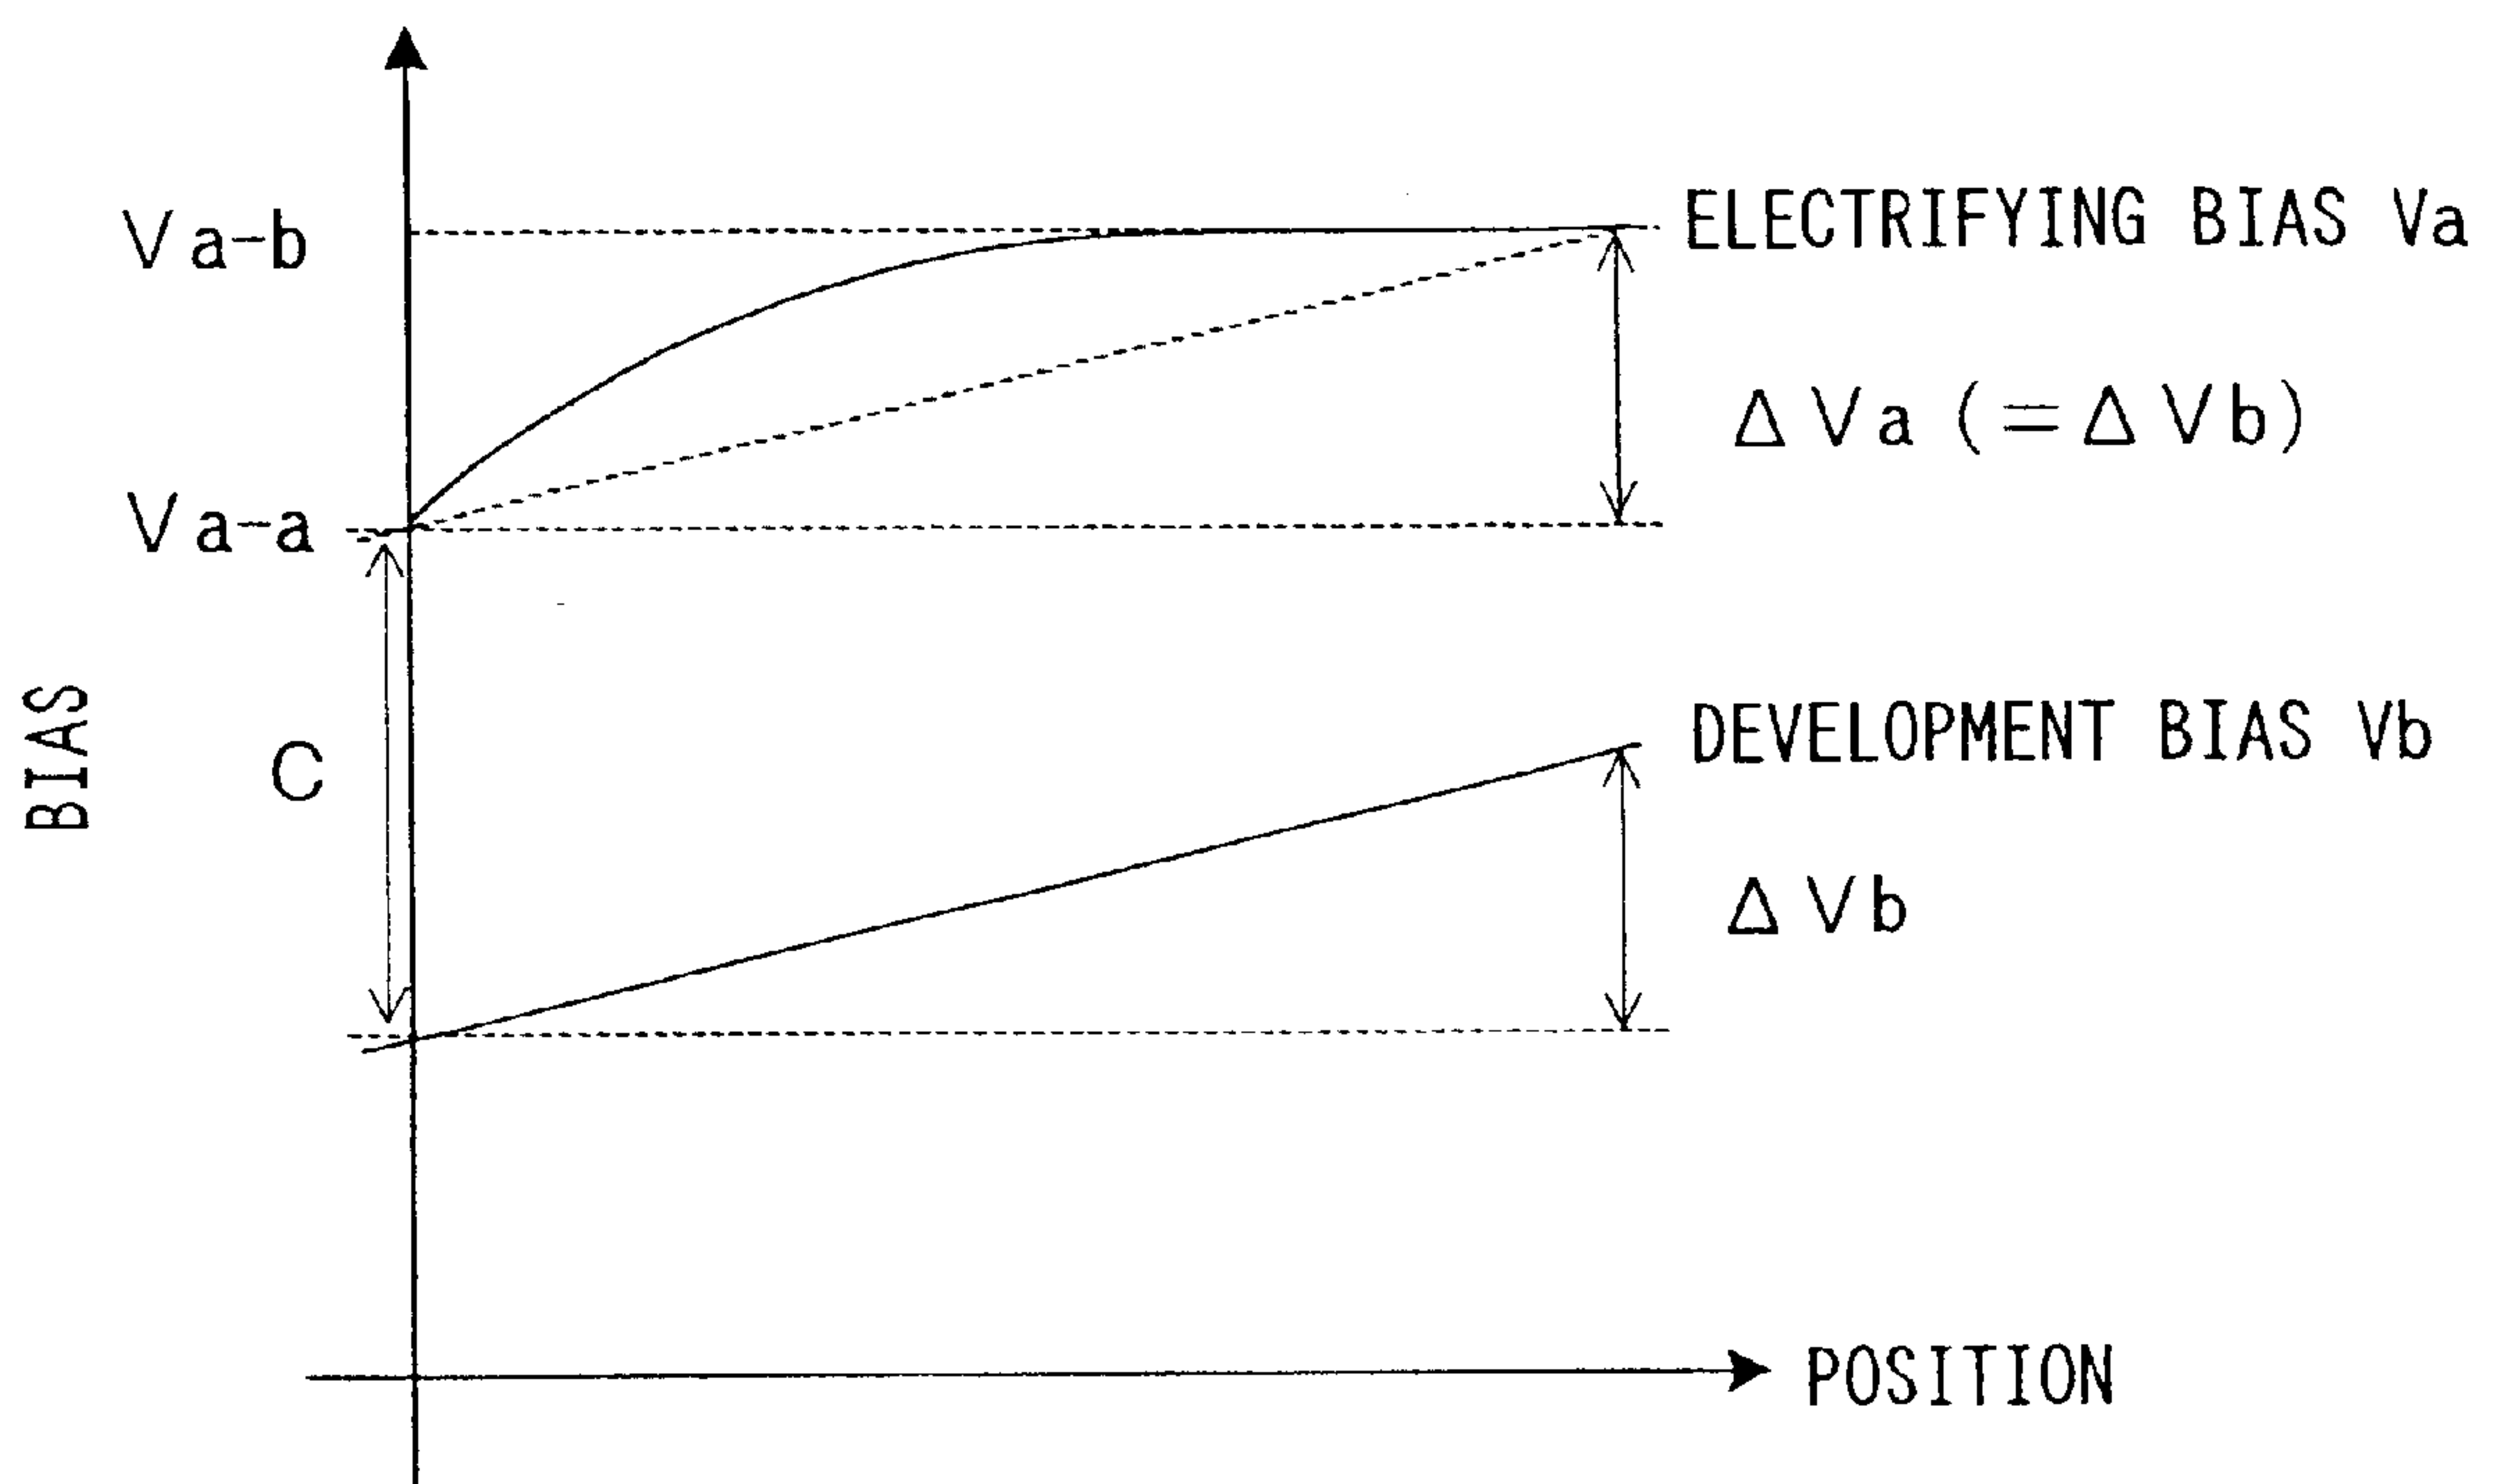 Va-b
ELECTRIFYING BIAS Va
ΔVa (=ΔVb)
Va-a
BIAS
C
DEVELOPMENT BIAS Vb
ΔVb
POSITION